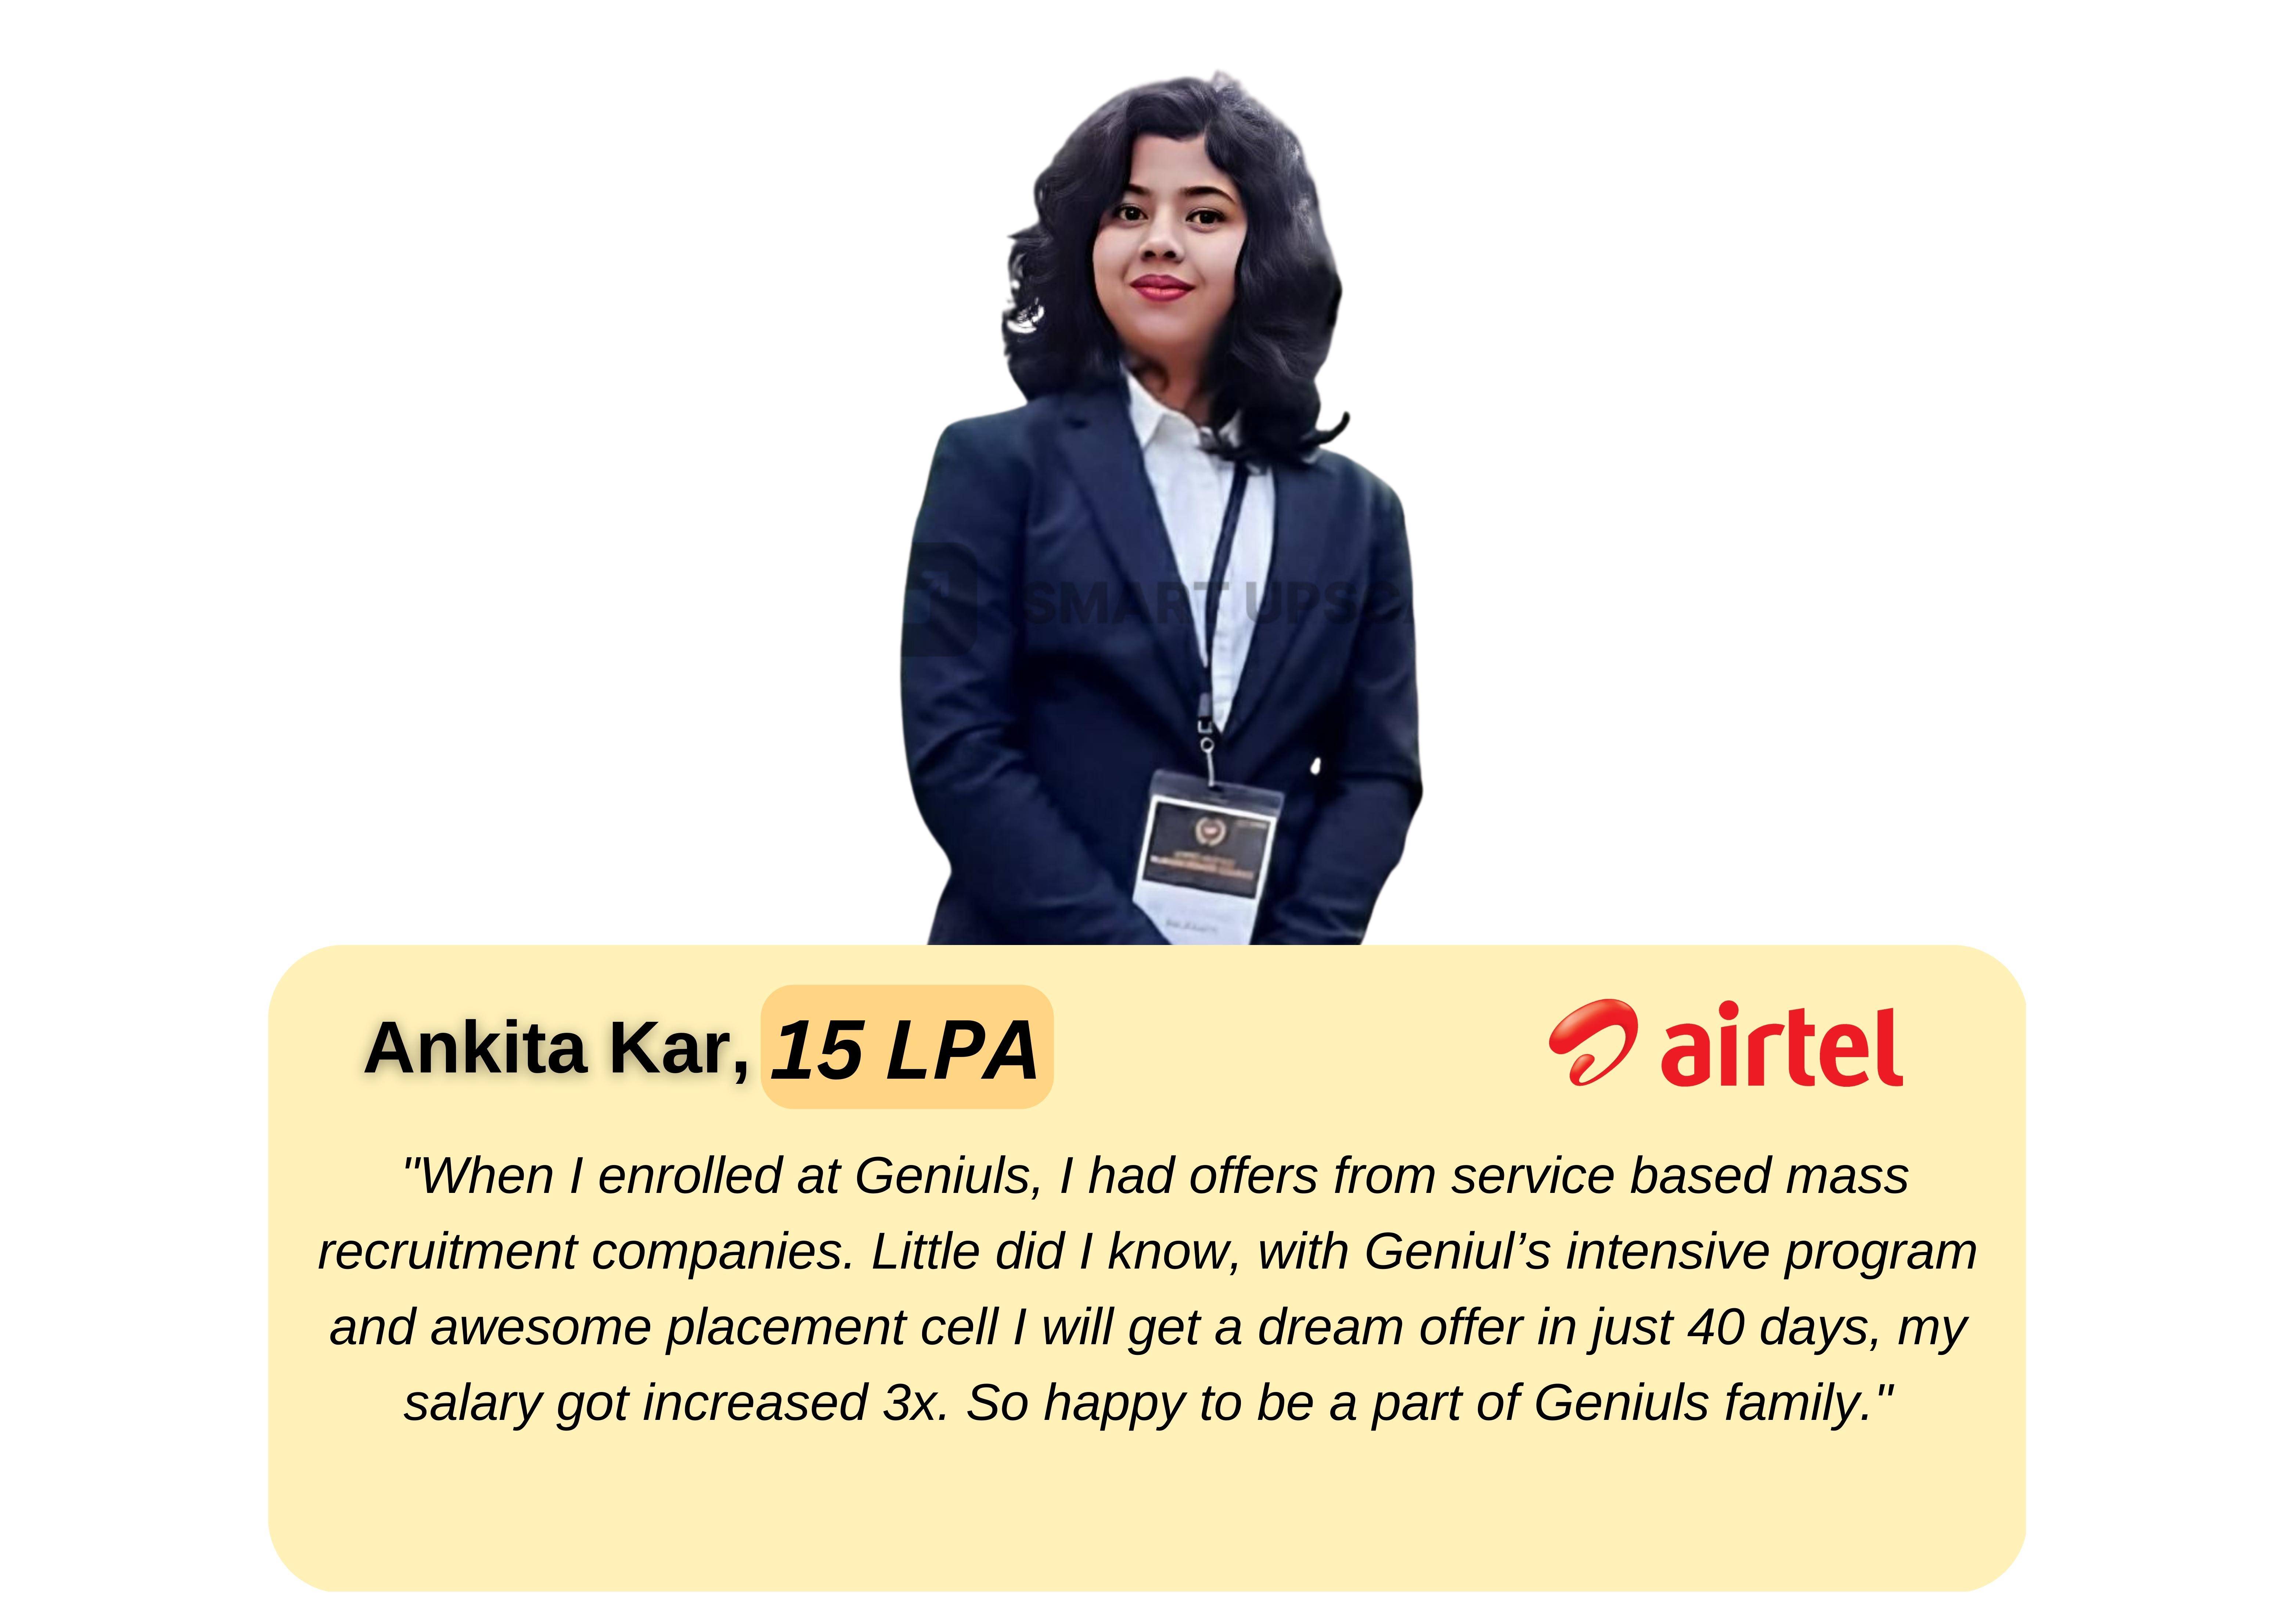 SMART UPSC
Ankita Kar, 15 LPA
airtel
"When I enrolled at Geniuls, I had offers from service based mass
recruitment companies. Little did I know, with Geniul’s intensive program
and awesome placement cell I will get a dream offer in just 40 days, my
salary got increased 3x. So happy to be a part of Geniuls family."